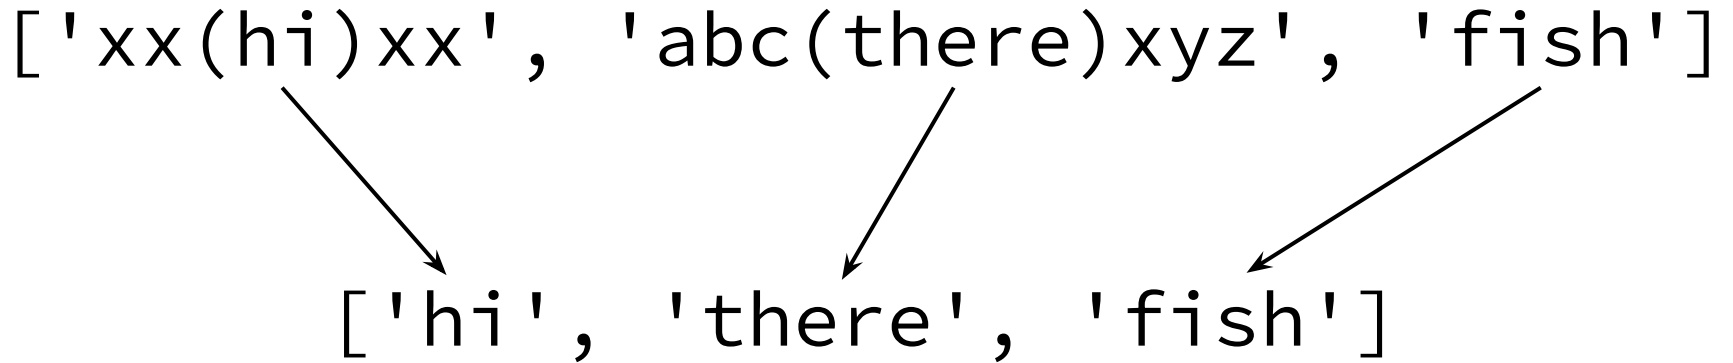 ['xx(hi)xx', 'abc(there)xyz', 'fish']
['hi', 'there', 'fish']